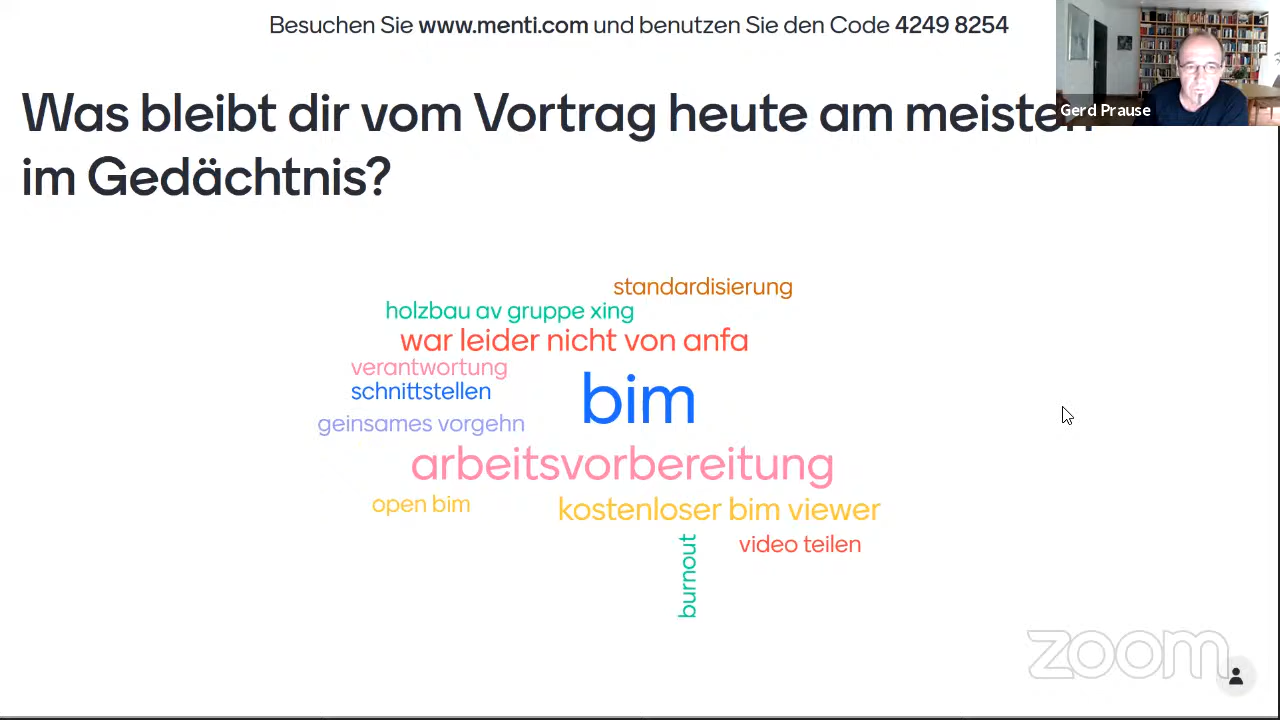 Besuchen Sie www.menti.com und benutzen Sie den Code 4249 8254
Gerd Prause
Was bleibt dir vom Vortrag heute am meisten
im Gedächtnis?
standardisierung
holzbau av gruppe xing
war leider nicht von anfa
verantwortung
schnittstellen
bim
geinsames vorgehn
arbeitsvorbereitung
open bim
kostenloser bim viewer
video teilen
burnout
zoom